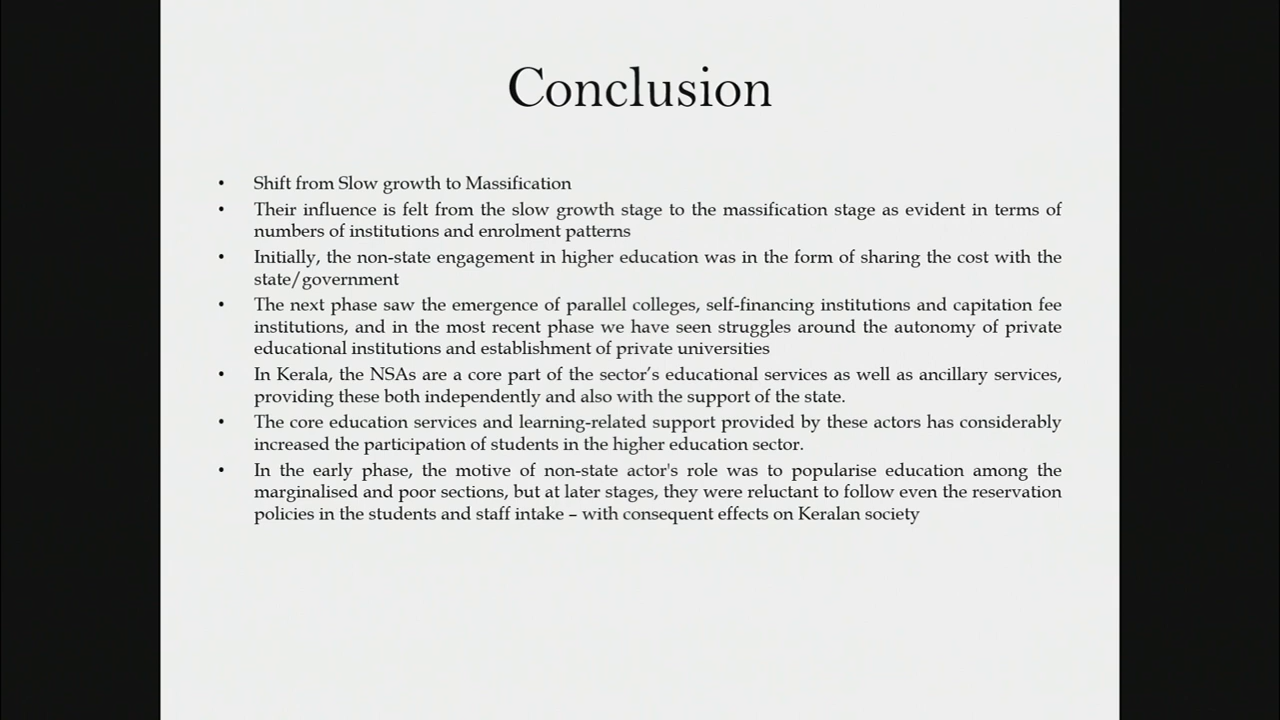 Conclusion
• Shift from Slow growth to Massification
• Their influence is felt from the slow growth stage to the massification stage as evident in terms of
numbers of institutions and enrolment patterns
• Initially, the non-state engagement in higher education was in the form of sharing the cost with the
state/government
• The next phase saw the emergence of parallel colleges, self-financing institutions and capitation fee
institutions, and in the most recent phase we have seen struggles around the autonomy of private
educational institutions and establishment of private universities
• In Kerala, the NSAs are a core part of the sector’s educational services as well as ancillary services,
providing these both independently and also with the support of the state.
• The core education services and learning-related support provided by these actors has considerably
increased the participation of students in the higher education sector.
• In the early phase, the motive of non-state actor's role was to popularise education among the
marginalised and poor sections, but at later stages, they were reluctant to follow even the reservation
policies in the students and staff intake – with consequent effects on Keralan society